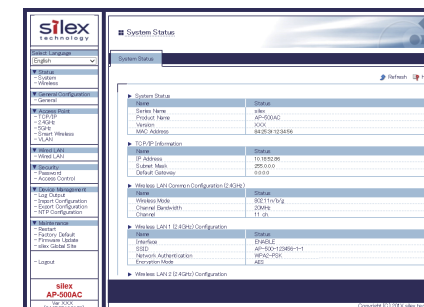 silex
technology
Select Language
English
▼ Status
- System
- Wireless
▼ General Configuration
- General
▼ Access Point
- TCP/IP
- 2.4GHz
- 5GHz
- Smart Wireless
- VLAN
▼ Wired LAN
- Wired LAN
▼ Security
- Password
- Access Control
▼ Device Management
- Log Output
- Import Configuration
- Export Configuration
- NTP Configuration
▼ Maintenance
- Restart
- Factory Default
- Firmware Update
- silex Global Site
- Logout
silex
AP-500AC
Ver XXX
System Status
System Status
Refresh
▶ System Status
Name Status
Series Name silex
Product Name AP-500AC
Version XXX
MAC Address 84:25:3f:12:34:56
▶ TCP/IP Information
Name Status
IP Address 10.18.52.86
Subnet Mask 255.0.0.0
Default Gateway 0.0.0.0
▶ Wireless LAN Common Configuration (2.4GHz)
Name Status
Wireless Mode 802.11n/b/g
Channel Bandwidth 20MHz
Channel 11 ch
▶ Wireless LAN 1 (2.4GHz) Configuration
Name Status
Interface ENABLE
SSID AP-500-123456-1-1
Network Authentication WPA2-PSK
Encryption Mode AES
▶ Wireless LAN 2 (2.4GHz) Configuration
Copyright (C) 201X silex tec